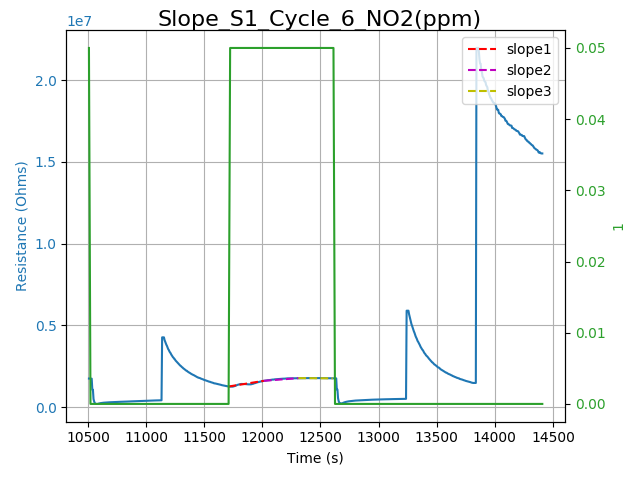 Slope_S1_Cycle_6_NO2(ppm)
1e7
slope1
slope2
slope3
2.0
1.5
1.0
0.5
0.0
Resistance (Ohms)
0.05
0.04
0.03
0.02
0.01
0.00
1
10500 11000 11500 12000 12500 13000 13500 14000 14500
Time (s)